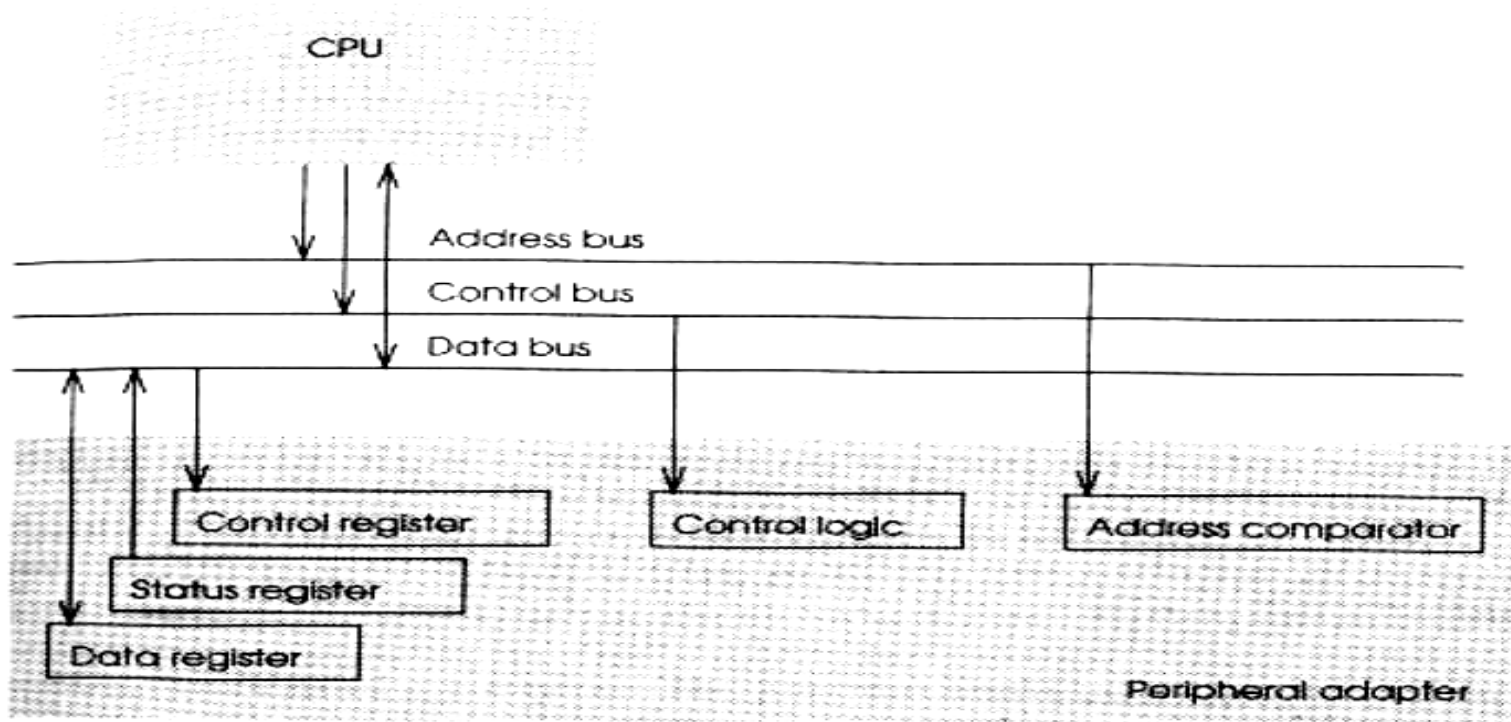 CPU
Address bus
Control bus
Data bus
Control register
Control logic
Address comparator
Status register
Data register
Peripheral adapter